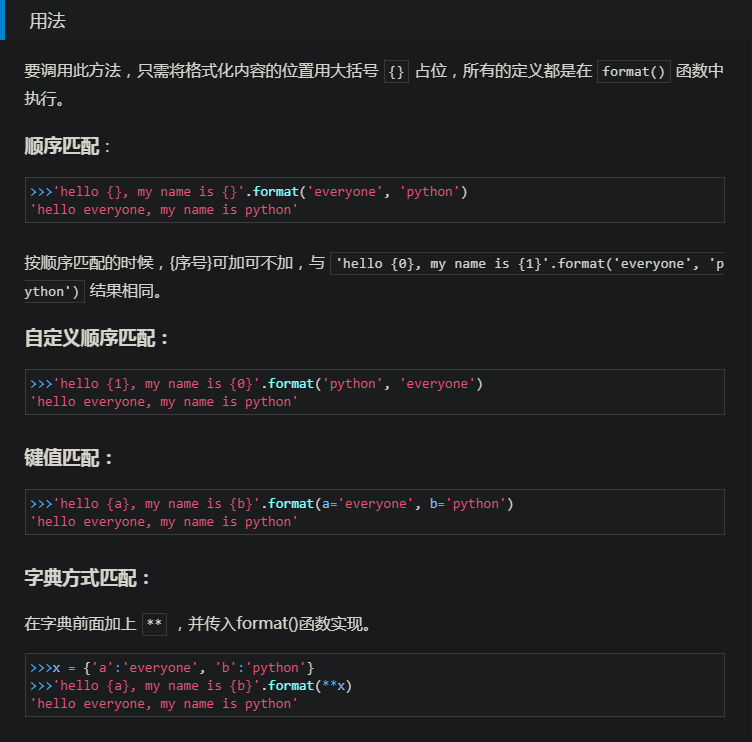 用法
要调用此方法，只需将格式化内容的位置用大括号 {} 占位，所有的定义都是在 format() 函数中
执行。
顺序匹配：
>>>'hello {}, my name is {}'.format('everyone', 'python')
'hello everyone, my name is python'
按顺序匹配的时候，{序号}可加可不加，与 'hello {0}, my name is {1}'.format('everyone', 'p
ython') 结果相同。
自定义顺序匹配：
>>>'hello {1}, my name is {0}'.format('python', 'everyone')
'hello everyone, my name is python'
键值匹配：
>>>'hello {a}, my name is {b}'.format(a='everyone', b='python')
'hello everyone, my name is python'
字典方式匹配：
在字典前面加上 ** ，并传入format()函数实现。
>>>x = {'a':'everyone', 'b':'python'}
>>>'hello {a}, my name is {b}'.format(**x)
'hello everyone, my name is python'